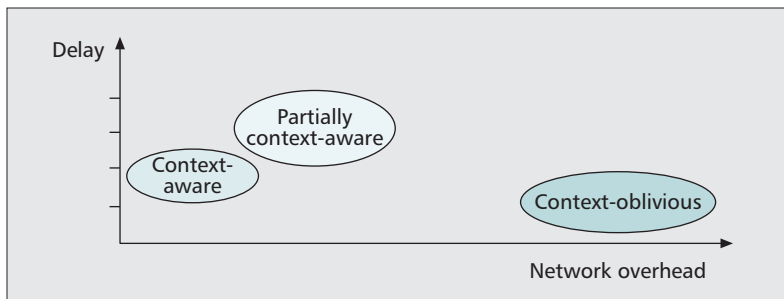 Delay
Partially
context-aware
Context-
aware
Context-oblivious
Network overhead